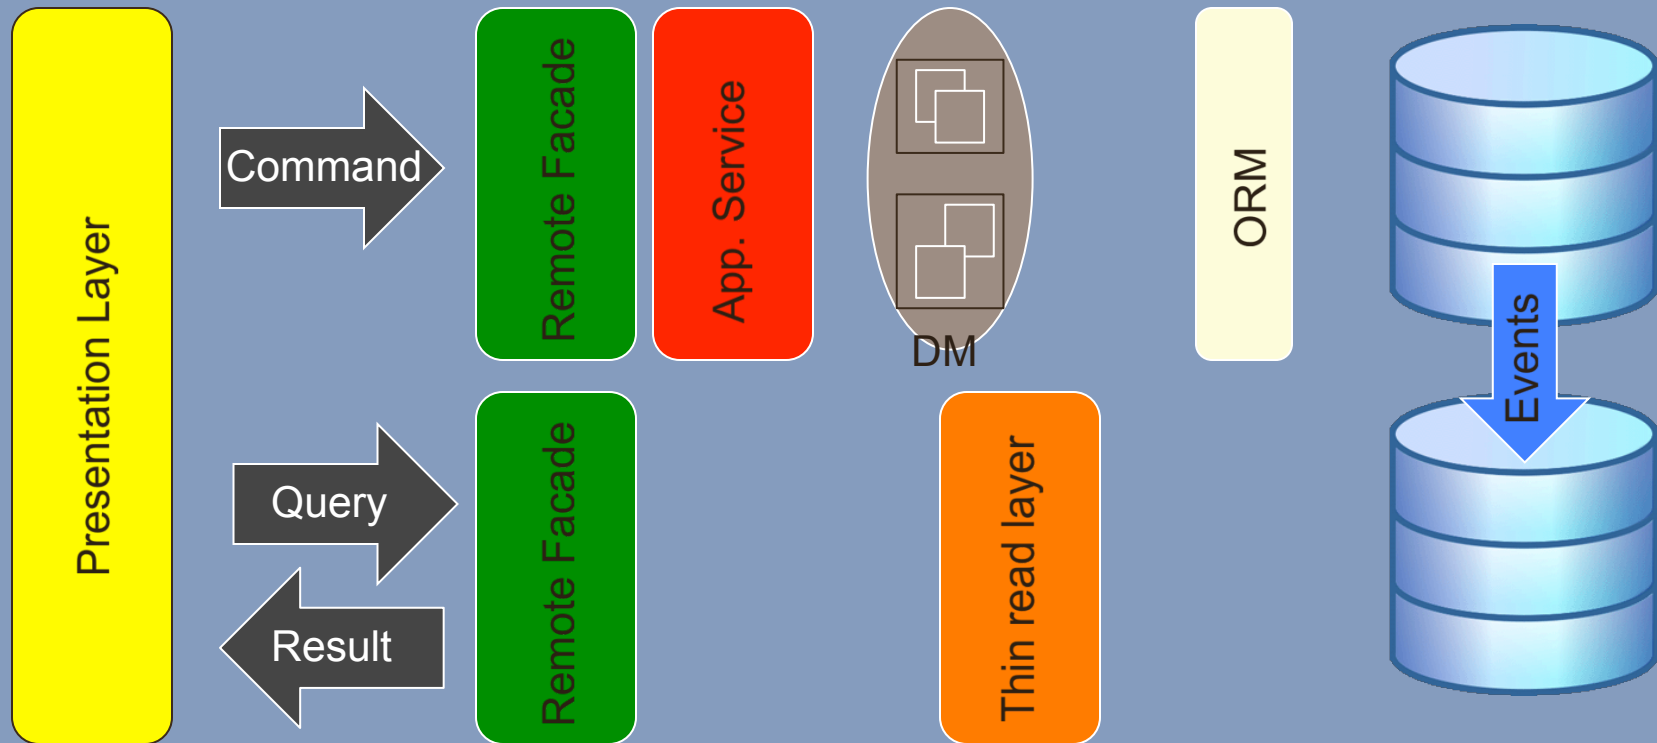 Presentation Layer
Command
Remote Facade
App. Service
DM
ORM
Events
Query
Result
Remote Facade
Thin read layer